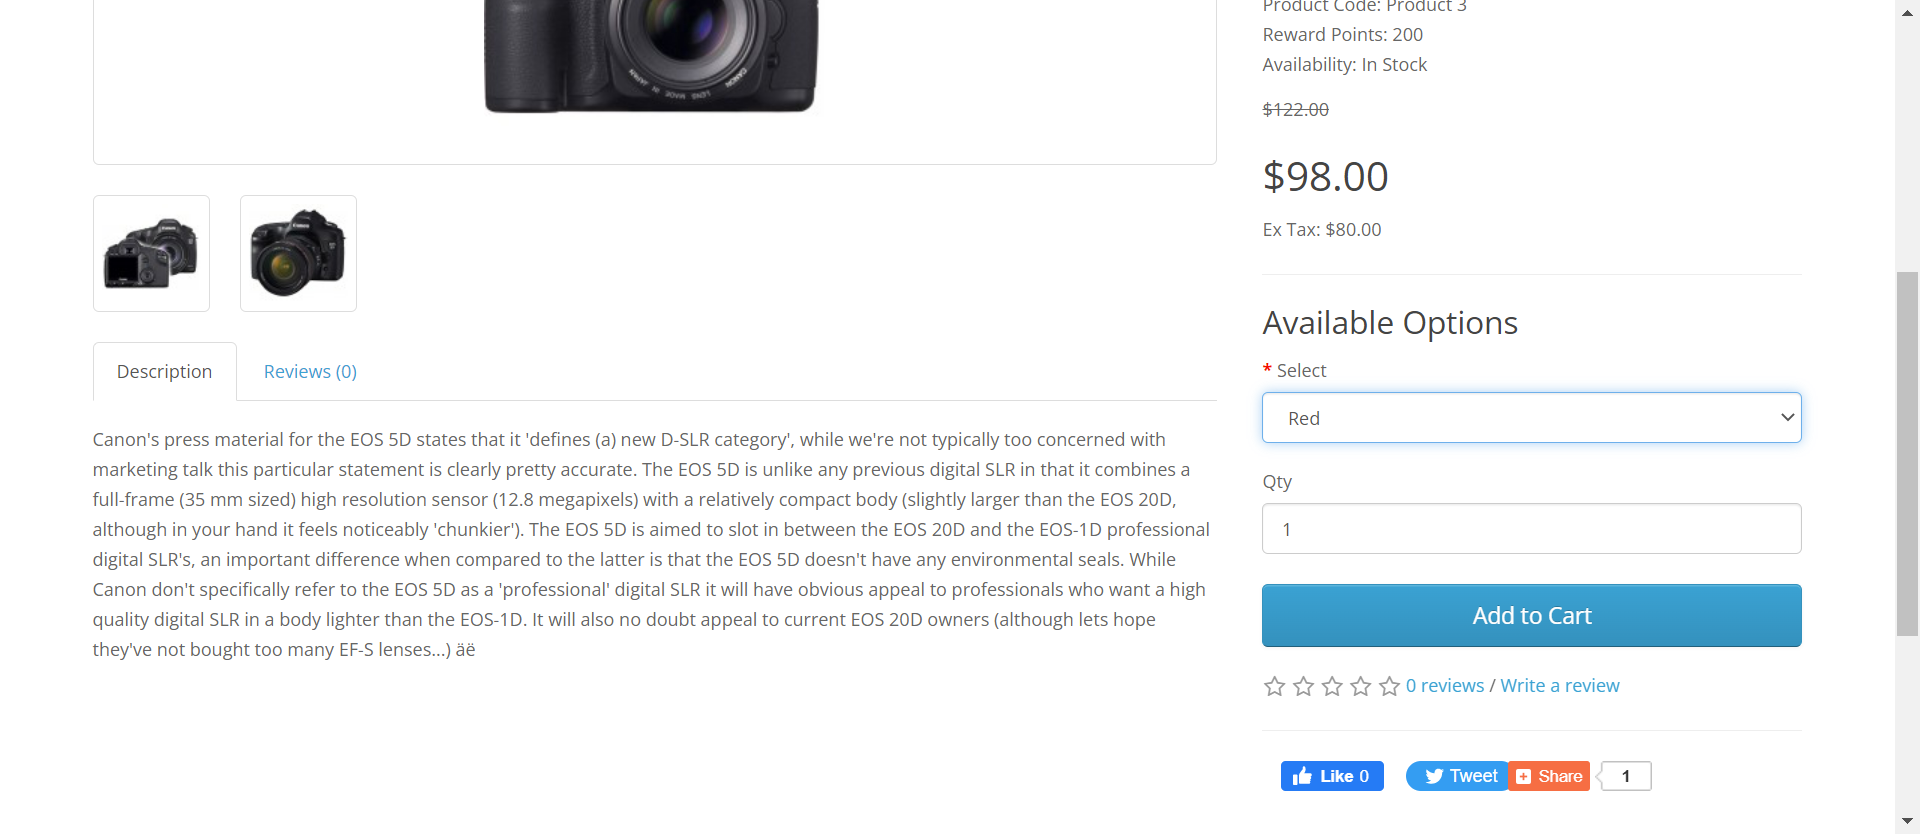 Product Code: Product 3
Reward Points: 200
Availability: In Stock
$122.00
$98.00
Ex Tax: $80.00
CANON LENS MADE IN JAPAN
Description
Reviews (0)
Canon's press material for the EOS 5D states that it 'defines (a) new D-SLR category', while we're not typically too concerned with
marketing talk this particular statement is clearly pretty accurate. The EOS 5D is unlike any previous digital SLR in that it combines a
full-frame (35 mm sized) high resolution sensor (12.8 megapixels) with a relatively compact body (slightly larger than the EOS 20D,
although in your hand it feels noticeably 'chunkier'). The EOS 5D is aimed to slot in between the EOS 20D and the EOS-1D professional
digital SLR's, an important difference when compared to the latter is that the EOS 5D doesn't have any environmental seals. While
Canon don't specifically refer to the EOS 5D as a 'professional' digital SLR it will have obvious appeal to professionals who want a high
quality digital SLR in a body lighter than the EOS-1D. It will also no doubt appeal to current EOS 20D owners (although lets hope
they've not bought too many EF-S lenses...) äë
Available Options
* Select
Red
Qty
1
Add to Cart
0 reviews / Write a review
Like 0
Tweet
Share
1